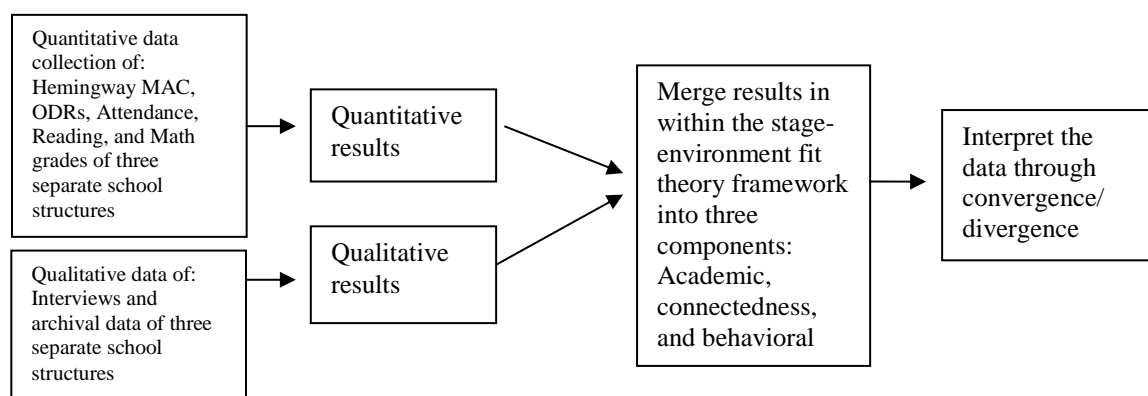 Quantitative data
collection of:
Hemingway MAC,
ODRs, Attendance,
Reading, and Math
grades of three
separate school
structures
Qualitative data of:
Interviews and
archival data of three
separate school
structures
Quantitative
results
Qualitative
results
Merge results in
within the stage-
environment fit
theory framework
into three
components:
Academic,
connectedness,
and behavioral
Interpret the
data through
convergence/
divergence